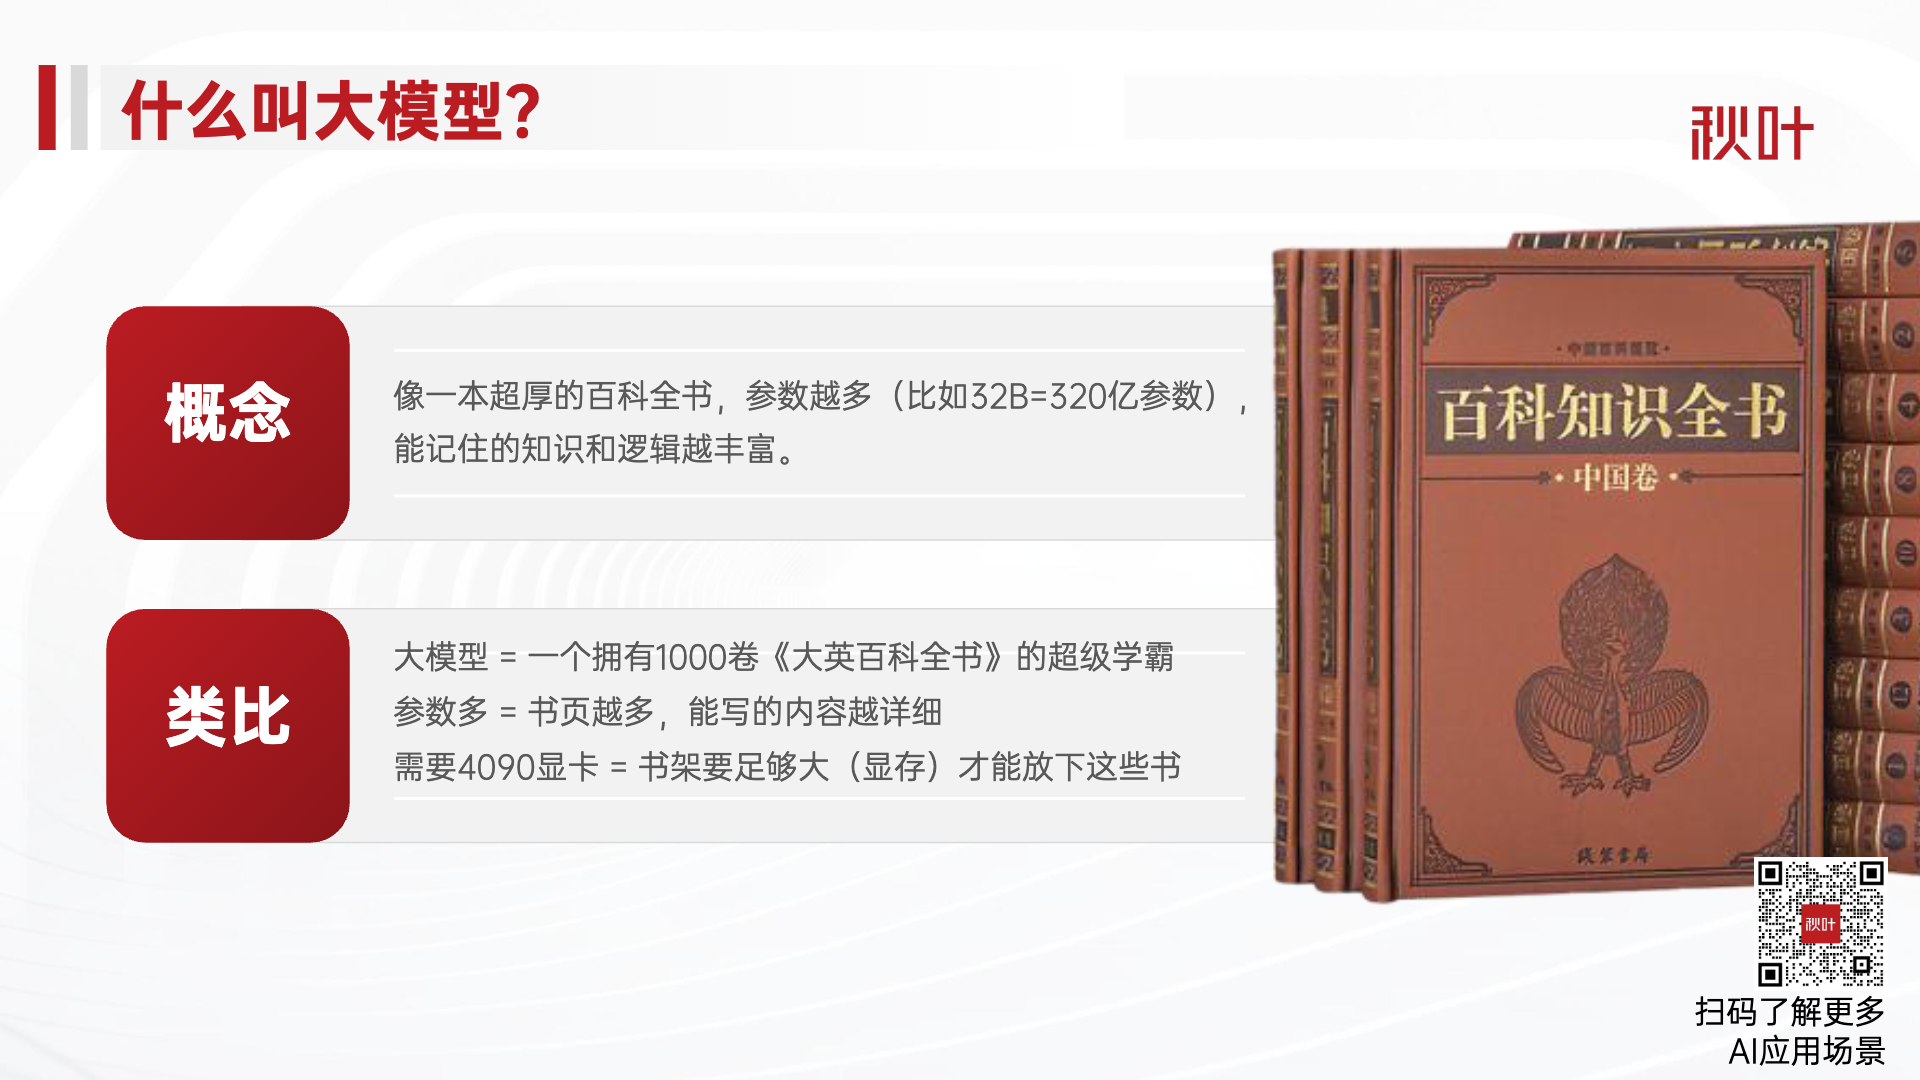 什么叫大模型?
秋叶
概念
像一本超厚的百科全书，参数越多（比如32B=320亿参数），
能记住的知识和逻辑越丰富。
类比
大模型 = 一个拥有1000卷《大英百科全书》的超级学霸
参数多 = 书页越多，能写的内容越详细
需要4090显卡 = 书架要足够大（显存）才能放下这些书
百科知识全书
·中国卷·
线装书局
秋叶
扫码了解更多
AI应用场景